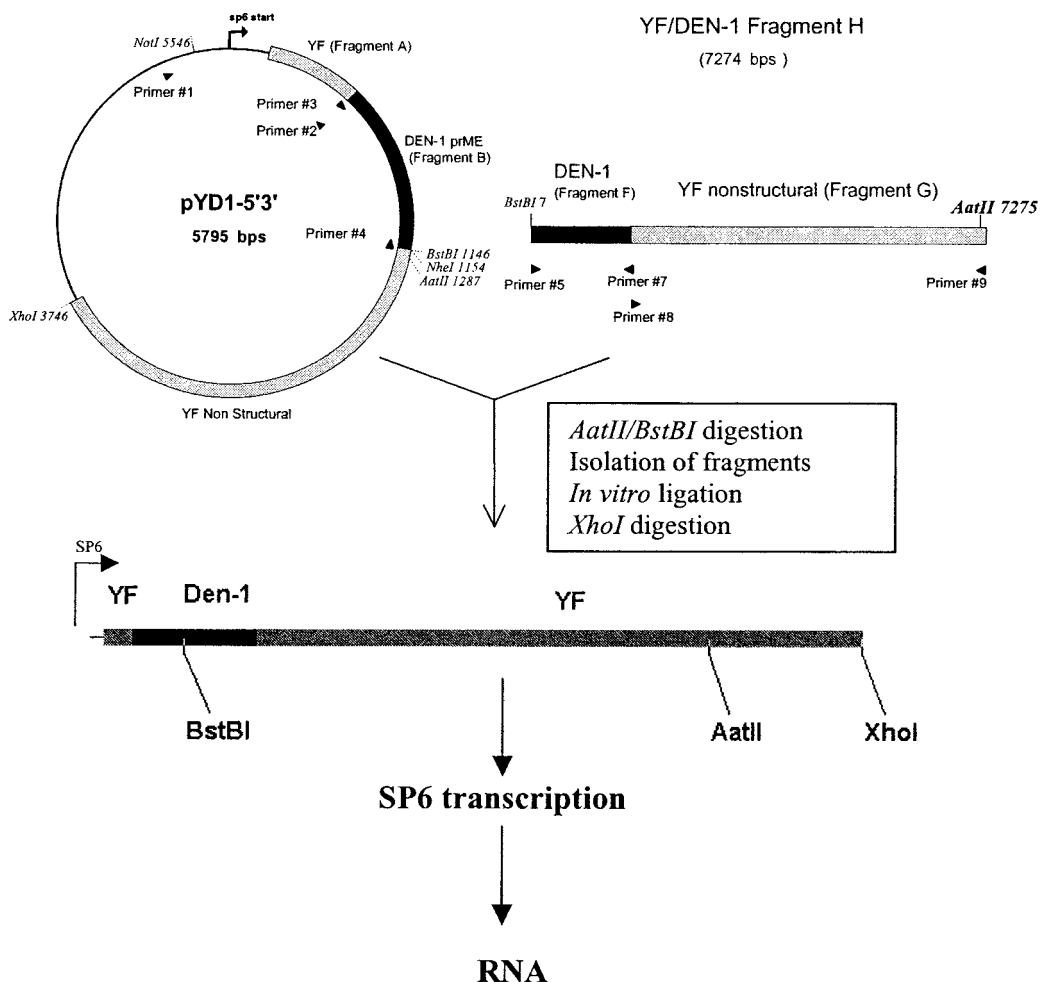 sp6 start
NotI 5546
YF (Fragment A)
Primer #1
Primer #3
Primer #2
DEN-1 prME
(Fragment B)
pYD1-5'3'
5795 bps
Primer #4
BstBI 1146
NheI 1154
AatII 1287
XhoI 3746
YF Non Structural
YF/DEN-1 Fragment H
(7274 bps )
DEN-1
(Fragment F)
YF nonstructural (Fragment G)
BstBI 7
AatII 7275
Primer #5
Primer #7
Primer #9
Primer #8
AatII/BstBI digestion
Isolation of fragments
In vitro ligation
XhoI digestion
SP6
YF
Den-1
YF
BstBI
AatII
XhoI
SP6 transcription
RNA